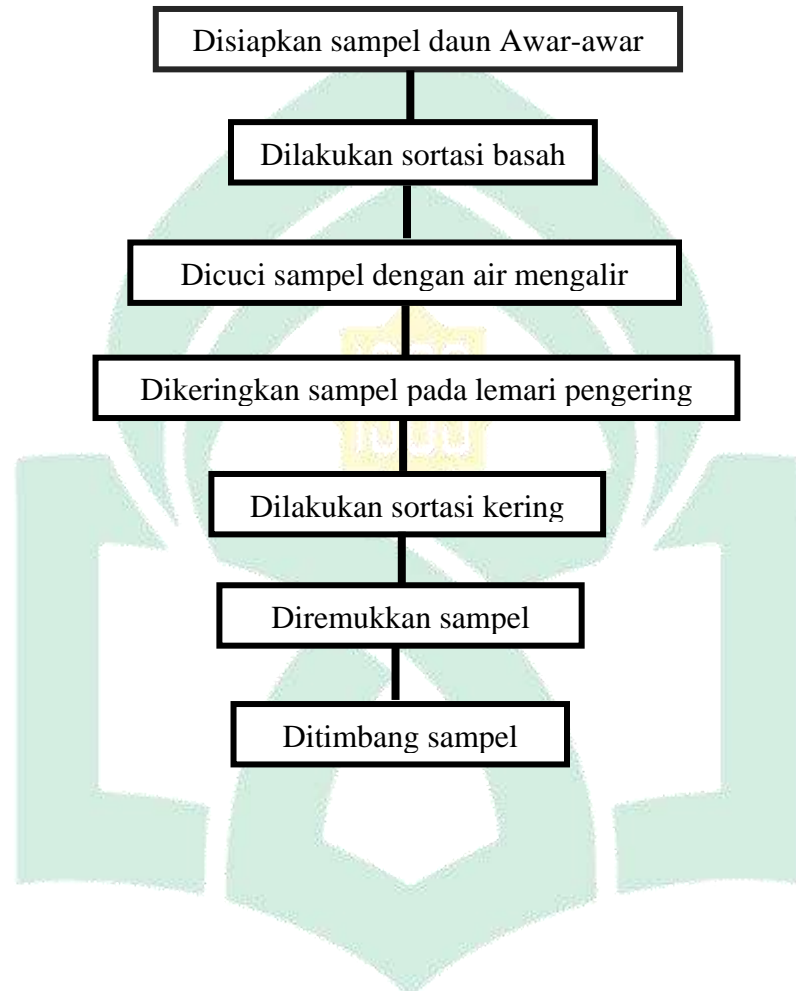 Disiapkan sampel daun Awar-awar
Dilakukan sortasi basah
Dicuci sampel dengan air mengalir
Dikeringkan sampel pada lemari pengering
Dilakukan sortasi kering
Diremukkan sampel
Ditimbang sampel